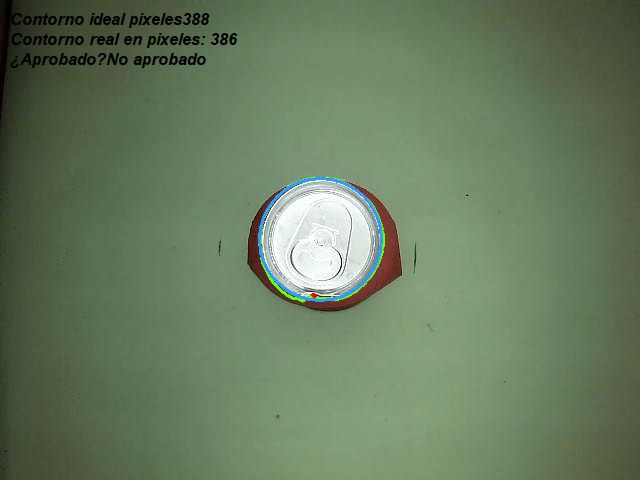 Contorno ideal pixeles388
Contorno real en pixeles: 386
¿Aprobado?No aprobado